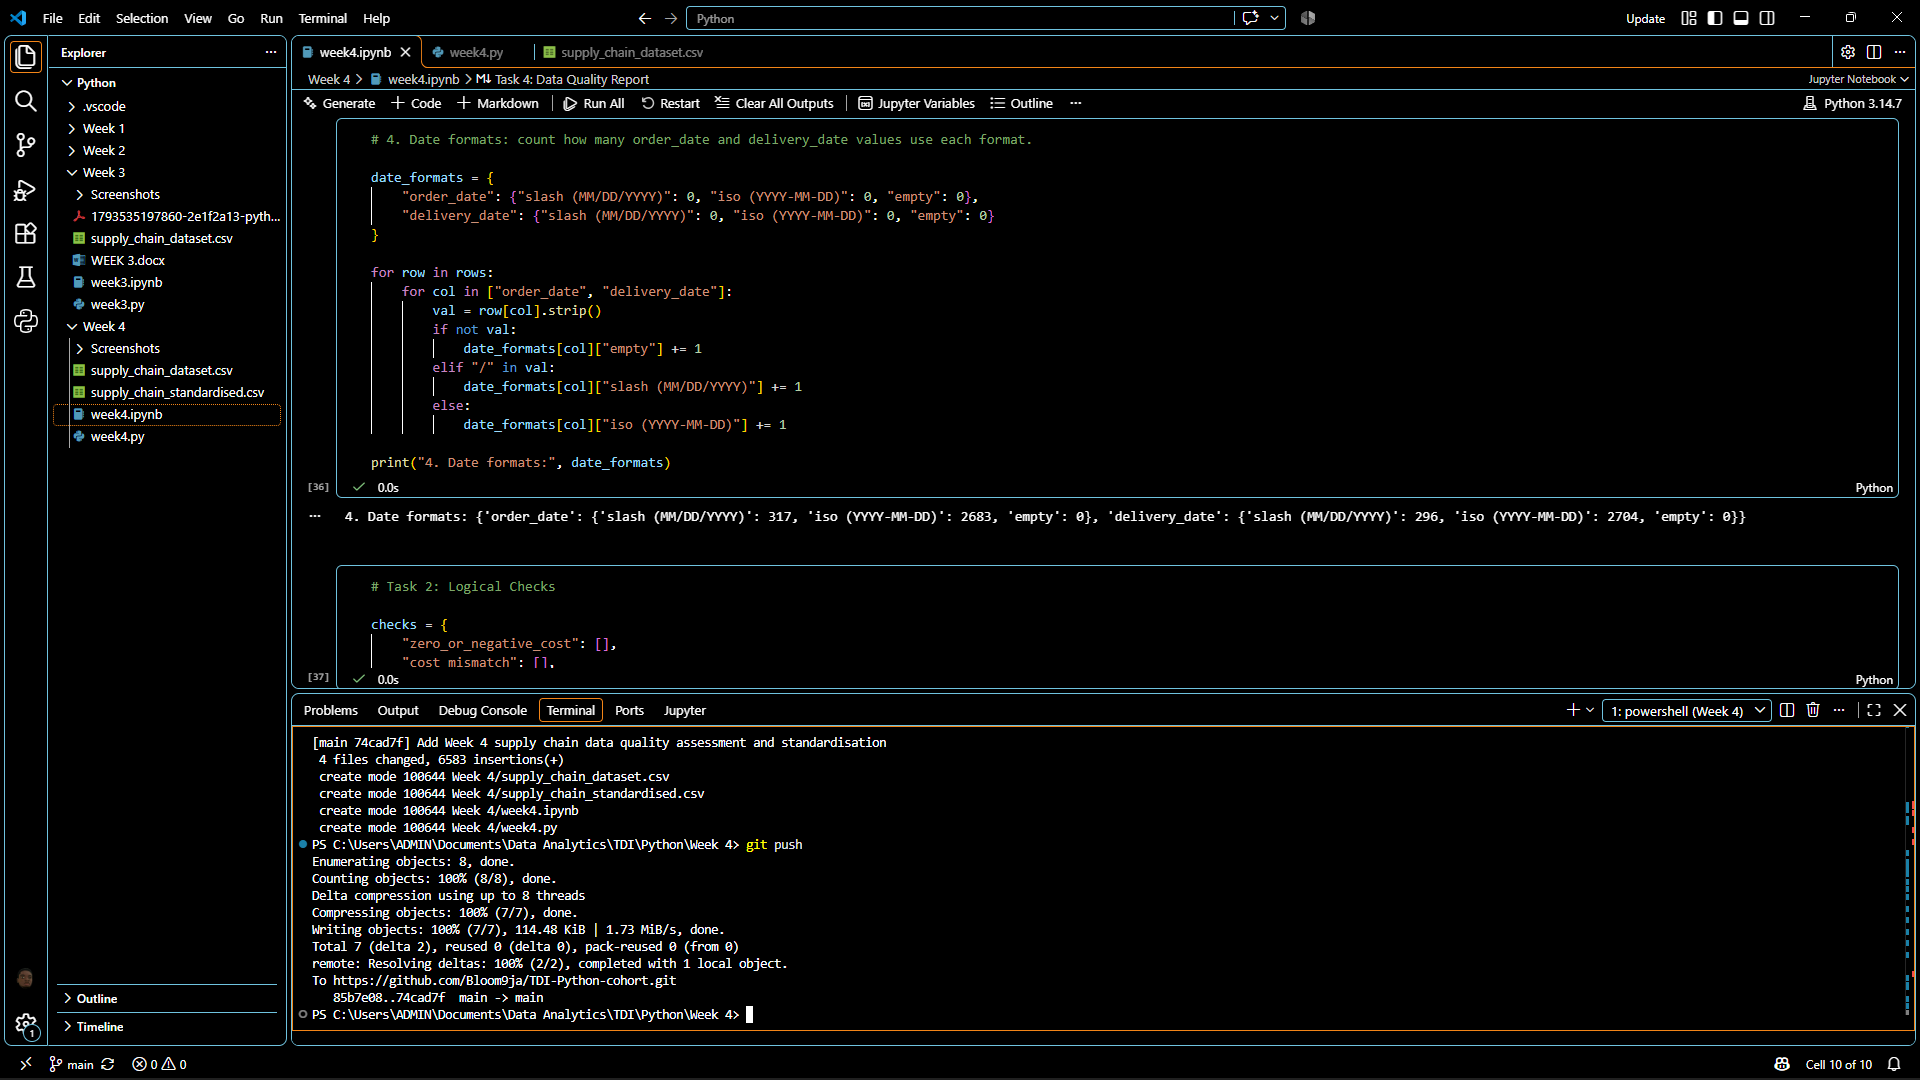 File Edit Selection View Go Run Terminal Help
Python
Update
Explorer
week4.ipynb
week4.py
supply_chain_dataset.csv
Python
.vscode
Week 1
Week 2
Week 3
Screenshots
1793535197860-2e1f2a13-pyth...
supply_chain_dataset.csv
WEEK 3.docx
week3.ipynb
week3.py
Week 4
Screenshots
supply_chain_dataset.csv
supply_chain_standardised.csv
week4.ipynb
week4.py
Outline
Timeline
Week 4 > week4.ipynb > M↓ Task 4: Data Quality Report
Jupyter Notebook
Generate + Code + Markdown Run All Restart Clear All Outputs Jupyter Variables Outline ...
Python 3.14.7
# 4. Date formats: count how many order_date and delivery_date values use each format.
date_formats = {
"order_date": {"slash (MM/DD/YYYY)": 0, "iso (YYYY-MM-DD)": 0, "empty": 0},
"delivery_date": {"slash (MM/DD/YYYY)": 0, "iso (YYYY-MM-DD)": 0, "empty": 0}
}
for row in rows:
for col in ["order_date", "delivery_date"]:
val = row[col].strip()
if not val:
date_formats[col]["empty"] += 1
elif "/" in val:
date_formats[col]["slash (MM/DD/YYYY)"] += 1
else:
date_formats[col]["iso (YYYY-MM-DD)"] += 1
print("4. Date formats:", date_formats)
[36]
0.0s
Python
4. Date formats: {'order_date': {'slash (MM/DD/YYYY)': 317, 'iso (YYYY-MM-DD)': 2683, 'empty': 0}, 'delivery_date': {'slash (MM/DD/YYYY)': 296, 'iso (YYYY-MM-DD)': 2704, 'empty': 0}}
# Task 2: Logical Checks
checks = {
"zero_or_negative_cost": [],
"cost_mismatch": [],
[37]
0.0s
Python
Problems Output Debug Console Terminal Ports Jupyter
1: powershell (Week 4)
[main 74cad7f] Add Week 4 supply chain data quality assessment and standardisation
4 files changed, 6583 insertions(+)
create mode 100644 Week 4/supply_chain_dataset.csv
create mode 100644 Week 4/supply_chain_standardised.csv
create mode 100644 Week 4/week4.ipynb
create mode 100644 Week 4/week4.py
PS C:\Users\ADMIN\Documents\Data Analytics\TDI\Python\Week 4> git push
Enumerating objects: 8, done.
Counting objects: 100% (8/8), done.
Delta compression using up to 8 threads
Compressing objects: 100% (7/7), done.
Writing objects: 100% (7/7), 114.48 KiB | 1.73 MiB/s, done.
Total 7 (delta 2), reused 0 (delta 0), pack-reused 0 (from 0)
remote: Resolving deltas: 100% (2/2), completed with 1 local object.
To https://github.com/Bloom9ja/TDI-Python-cohort.git
85b7e08..74cad7f main -> main
PS C:\Users\ADMIN\Documents\Data Analytics\TDI\Python\Week 4>
1
main
0 0
Cell 10 of 10